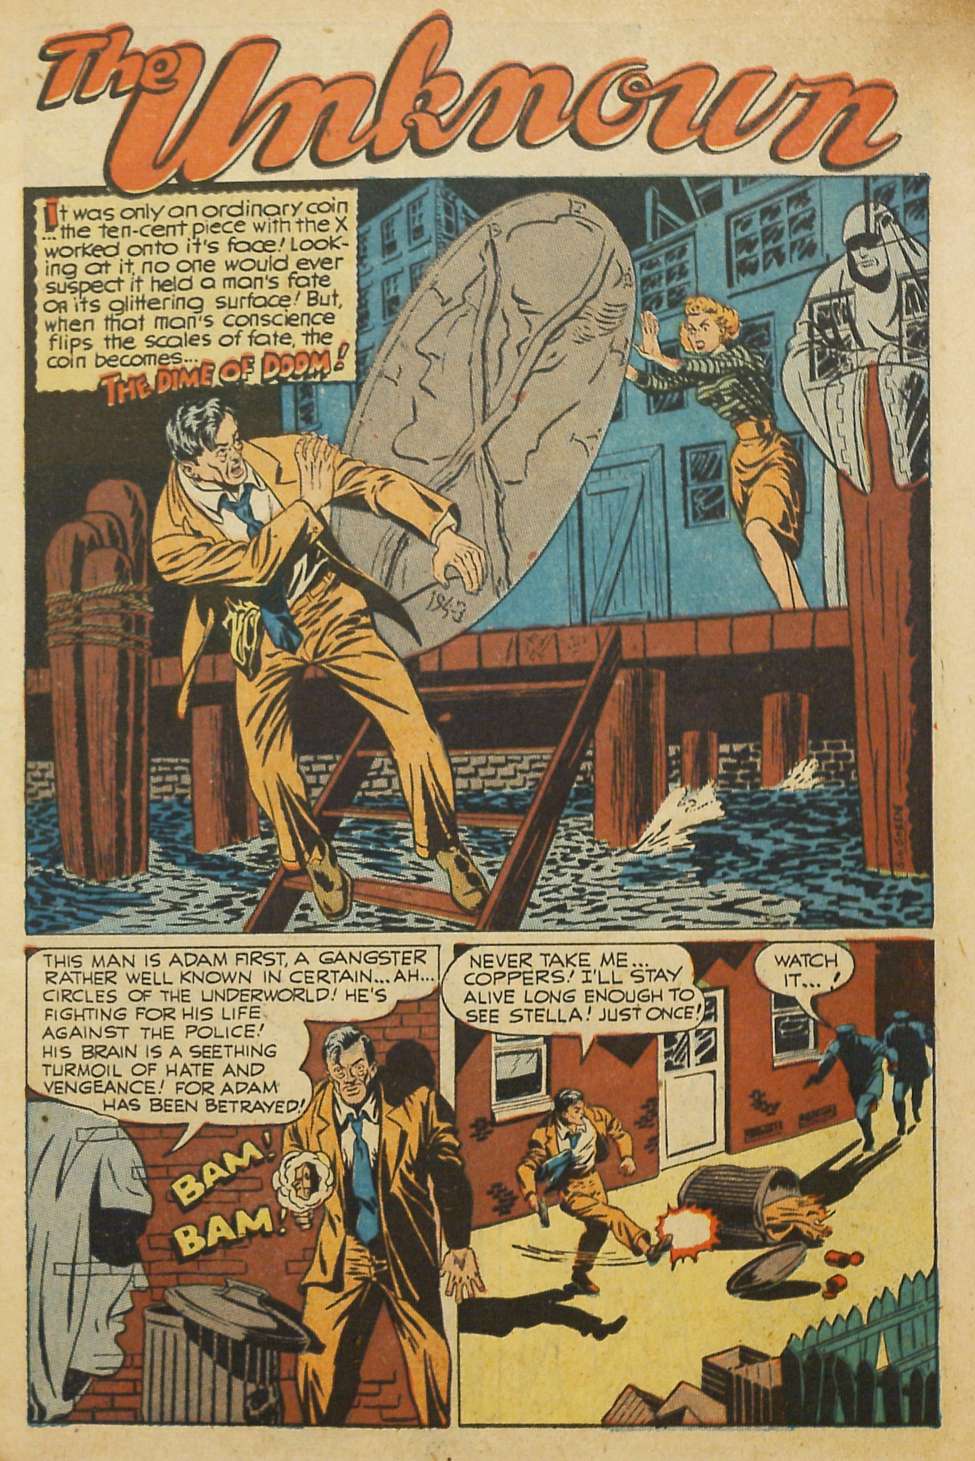 The Unknown
It was only an ordinary coin
...the ten-cent piece with the X
worked onto it's face! Look-
ing at it, no one would ever
suspect it held a man's fate
on its glittering surface! But,
when that man's conscience
flips the scales of fate, the
coin becomes...
THE DIME OF DOOM!
1943
THIS MAN IS ADAM FIRST, A GANGSTER
RATHER WELL KNOWN IN CERTAIN...AH...
CIRCLES OF THE UNDERWORLD! HE'S
FIGHTING FOR HIS LIFE
AGAINST THE POLICE!
HIS BRAIN IS A SEETHING
TURMOIL OF HATE AND
VENGEANCE! FOR ADAM
HAS BEEN BETRAYED!
BAM!
BAM!
NEVER TAKE ME...
COPPERS! I'LL STAY
ALIVE LONG ENOUGH TO
SEE STELLA! JUST ONCE!
WATCH
IT...!